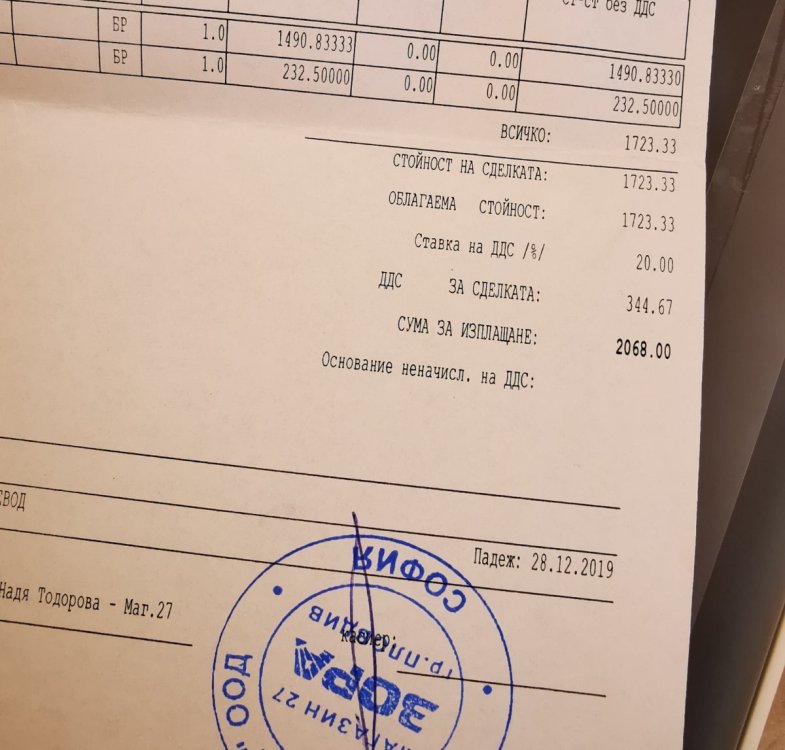 ст-ст без ДДС
БР 1.0 1490.83333 0.00 0.00 1490.83330
БР 1.0 232.50000 0.00 0.00 232.50000
ВСИЧКО: 1723.33
СТОЙНОСТ НА СДЕЛКАТА: 1723.33
ОБЛАГАЕМА СТОЙНОСТ: 1723.33
Ставка на ДДС /%/ 20.00
ДДС ЗА СДЕЛКАТА: 344.67
СУМА ЗА ИЗПЛАЩАНЕ: 2068.00
Основание неначисл. на ДДС:
ЕВОД
Падеж: 28.12.2019
Надя Тодорова - Маг.27
касиер:
СОФИЯ
ООД
гр.ПЛОВДИВ
ЗОРА
МАГАЗИН 27